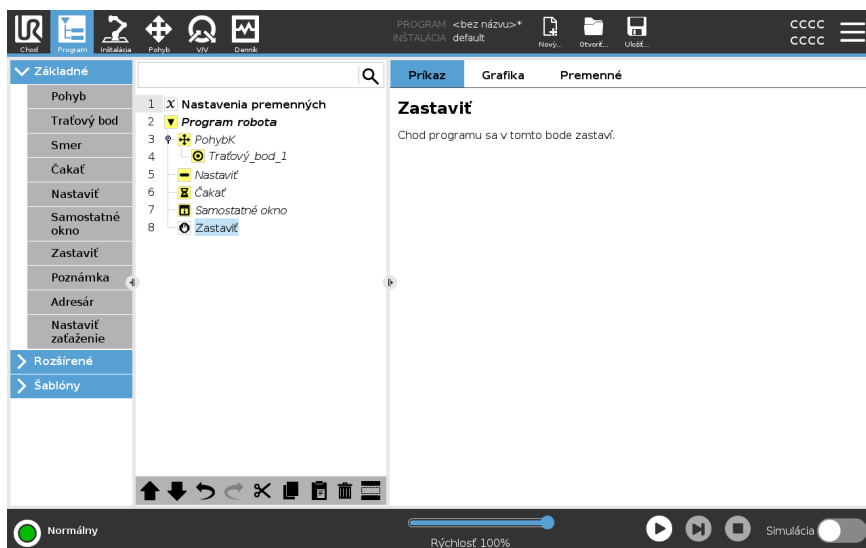 UR
Chod
Program
Inštalácia
Pohyb
V/V
Denník
PROGRAM <bez názvu>*
INŠTALÁCIA default
Nový...
Otvoriť...
Uložiť...
CCCC
CCCC
Základné
Pohyb
Traťový bod
Smer
Čakať
Nastaviť
Samostatné
okno
Zastaviť
Poznámka
Adresár
Nastaviť
zaťaženie
Rozšírené
Šablóny
1 X Nastavenia premenných
2 Program robota
3 PohybK
4 Traťový_bod_1
5 Nastaviť
6 Čakať
7 Samostatné okno
8 Zastaviť
Príkaz Grafika Premenné
Zastaviť
Chod programu sa v tomto bode zastaví.
Normálny
Rýchlosť 100%
Simulácia